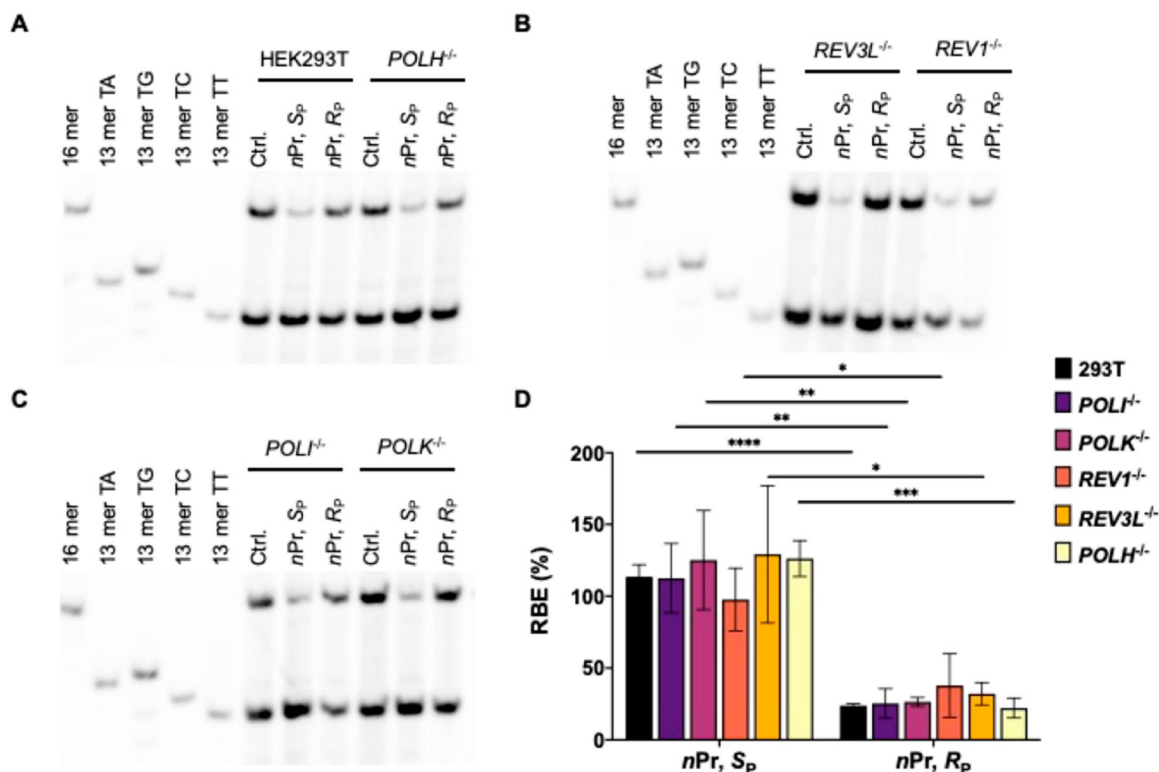 A
HEK293T POLH-/-
16 mer
13 mer TA
13 mer TG
13 mer TC
13 mer TT
Ctrl.
nPr, SP
nPr, RP
Ctrl.
nPr, SP
nPr, RP
B
REV3L-/- REV1-/-
16 mer
13 mer TA
13 mer TG
13 mer TC
13 mer TT
Ctrl.
nPr, SP
nPr, RP
Ctrl.
nPr, SP
nPr, RP
C
POLI-/- POLK-/-
16 mer
13 mer TA
13 mer TG
13 mer TC
13 mer TT
Ctrl.
nPr, SP
nPr, RP
Ctrl.
nPr, SP
nPr, RP
D
*
**
**
****
*
***
RBE (%)
200
150
100
50
0
nPr, SP nPr, RP
293T
POLI-/-
POLK-/-
REV1-/-
REV3L-/-
POLH-/-